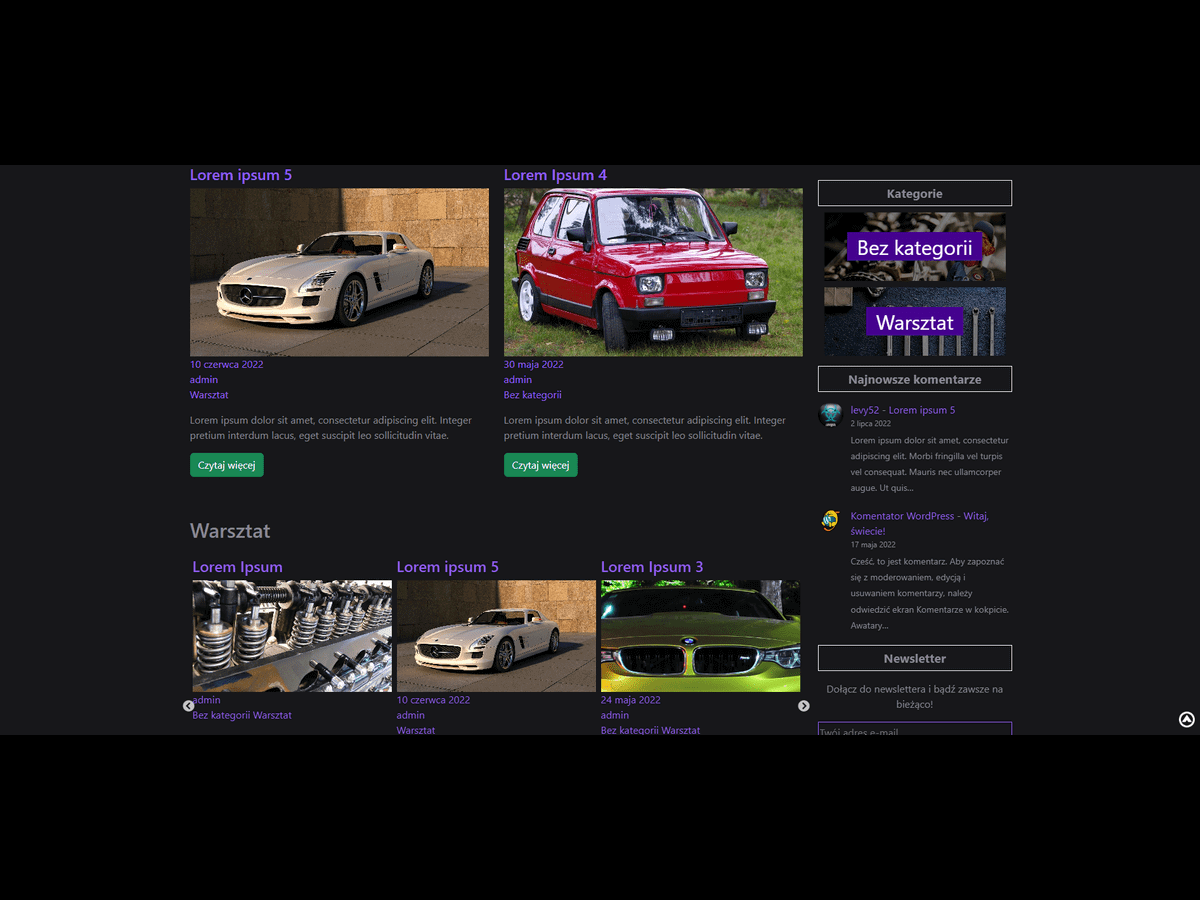 Lorem ipsum 5
10 czerwca 2022
admin
Warsztat
Lorem ipsum dolor sit amet, consectetur adipiscing elit. Integer
pretium interdum lacus, eget suscipit leo sollicitudin vitae.
Czytaj więcej
Lorem Ipsum 4
30 maja 2022
admin
Bez kategorii
Lorem ipsum dolor sit amet, consectetur adipiscing elit. Integer
pretium interdum lacus, eget suscipit leo sollicitudin vitae.
Czytaj więcej
Warsztat
Lorem Ipsum
admin
Bez kategorii Warsztat
Lorem ipsum 5
10 czerwca 2022
admin
Warsztat
Lorem Ipsum 3
24 maja 2022
admin
Bez kategorii Warsztat
Kategorie
Bez kategorii
Warsztat
Najnowsze komentarze
levy52 - Lorem ipsum 5
2 lipca 2022
Lorem ipsum dolor sit amet, consectetur
adipiscing elit. Morbi fringilla vel turpis
vel consequat. Mauris nec ullamcorper
augue. Ut quis...
Komentator WordPress - Witaj,
świecie!
17 maja 2022
Cześć, to jest komentarz. Aby zapoznać
się z moderowaniem, edycją i
usuwaniem komentarzy, należy
odwiedzić ekran Komentarze w kokpicie.
Awatary...
Newsletter
Dołącz do newslettera i bądź zawsze na
bieżąco!
Twój adres e-mail